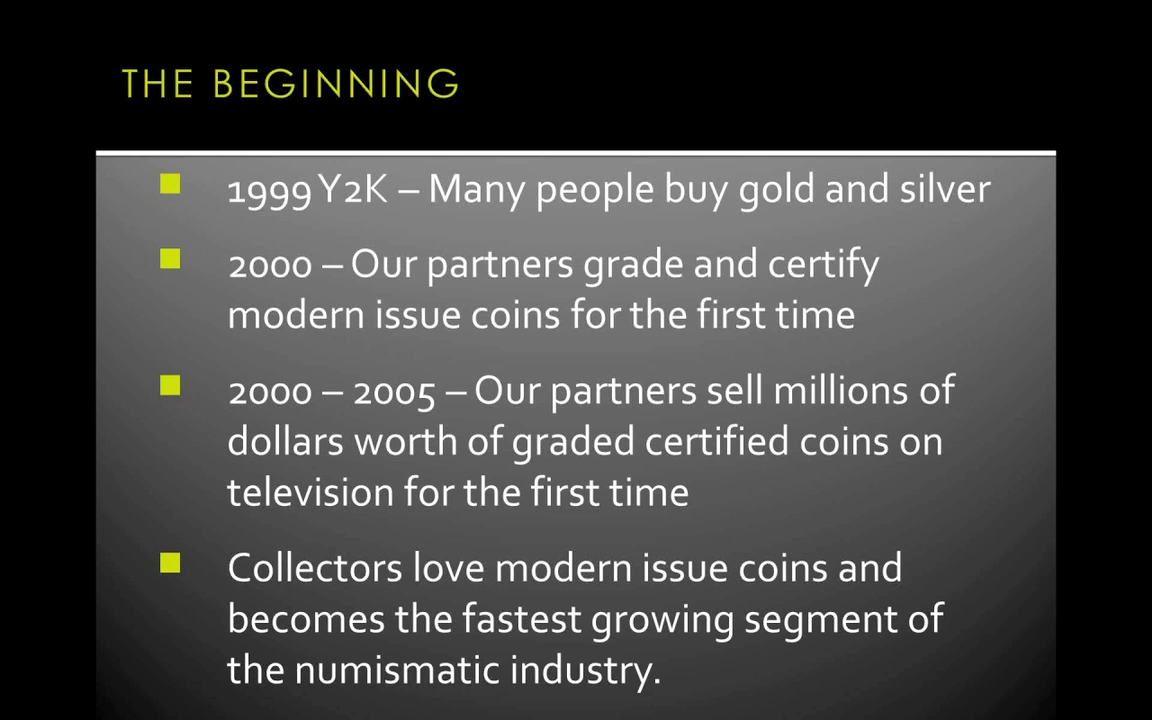 THE BEGINNING
1999 Y2K – Many people buy gold and silver
2000 – Our partners grade and certify
modern issue coins for the first time
2000 – 2005 – Our partners sell millions of
dollars worth of graded certified coins on
television for the first time
Collectors love modern issue coins and
becomes the fastest growing segment of
the numismatic industry.